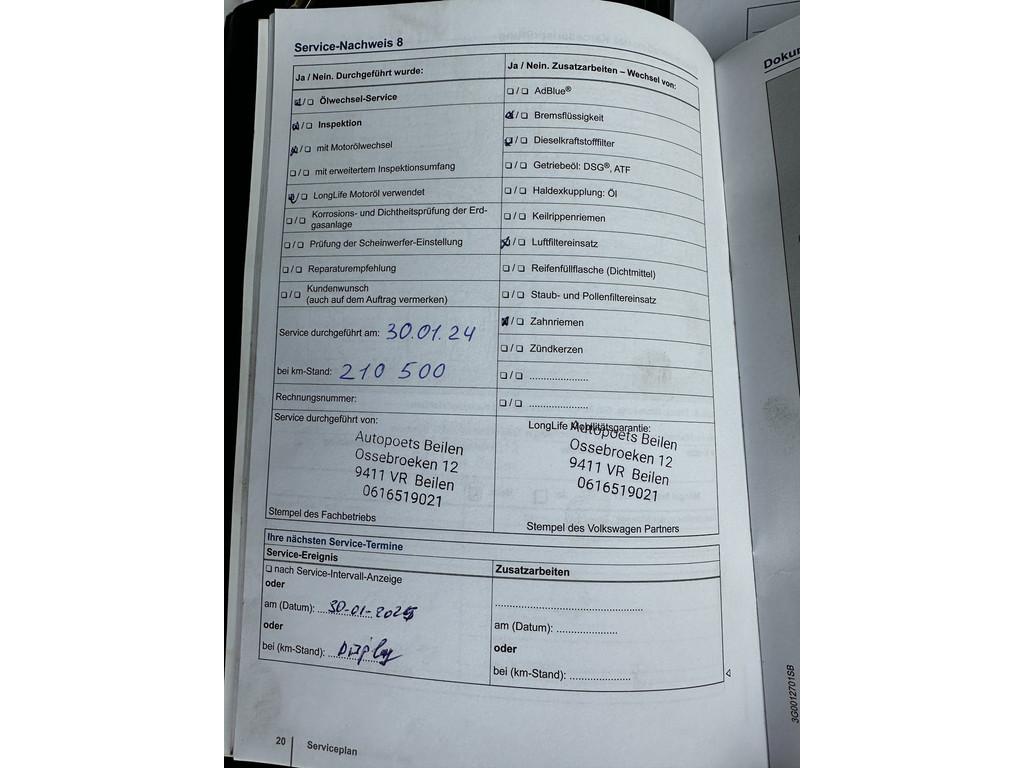 Service-Nachweis 8
Ja / Nein. Durchgeführt wurde:
Ölwechsel-Service
Inspektion
mit Motorölwechsel
mit erweitertem Inspektionsumfang
LongLife Motoröl verwendet
Korrosions- und Dichtheitsprüfung der Erd-
gasanlage
Prüfung der Scheinwerfer-Einstellung
Reparaturempfehlung
Kundenwunsch
(auch auf dem Auftrag vermerken)
Service durchgeführt am: 30.01.24
bei km-Stand: 210 500
Rechnungsnummer:
Service durchgeführt von:
Autopoets Beilen
Ossebroeken 12
9411 VR Beilen
0616519021
Stempel des Fachbetriebs
Ja / Nein. Zusatzarbeiten – Wechsel von:
AdBlue®
Bremsflüssigkeit
Dieselkraftstofffilter
Getriebeöl: DSG®, ATF
Haldexkupplung: Öl
Keilrippenriemen
Luftfiltereinsatz
Reifenfüllflasche (Dichtmittel)
Staub- und Pollenfiltereinsatz
Zahnriemen
Zündkerzen
LongLife Mobilitätsgarantie:
Autopoets Beilen
Ossebroeken 12
9411 VR Beilen
0616519021
Stempel des Volkswagen Partners
Ihre nächsten Service-Termine
Service-Ereignis
nach Service-Intervall-Anzeige
oder
am (Datum): 30-01-2025
oder
bei (km-Stand): Display
Zusatzarbeiten
am (Datum):
oder
bei (km-Stand):
20 Serviceplan
3G0012701SB